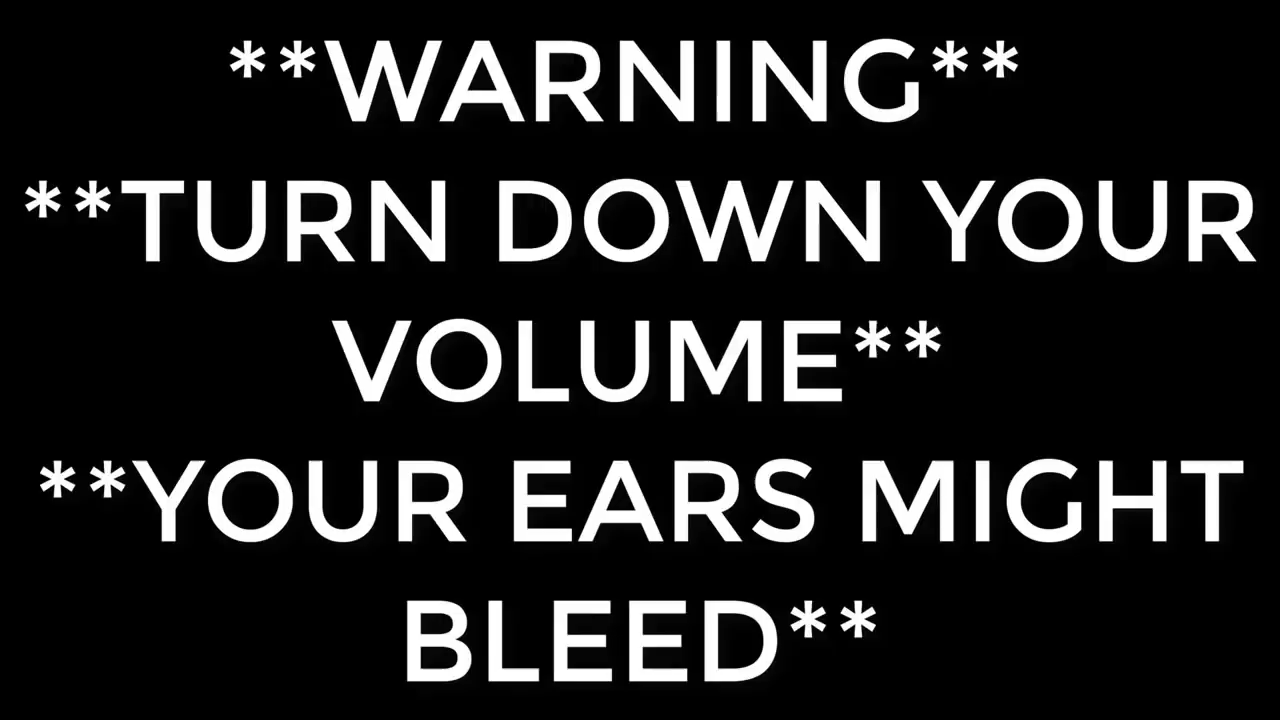 **WARNING**
**TURN DOWN YOUR
VOLUME**
**YOUR EARS MIGHT
BLEED**